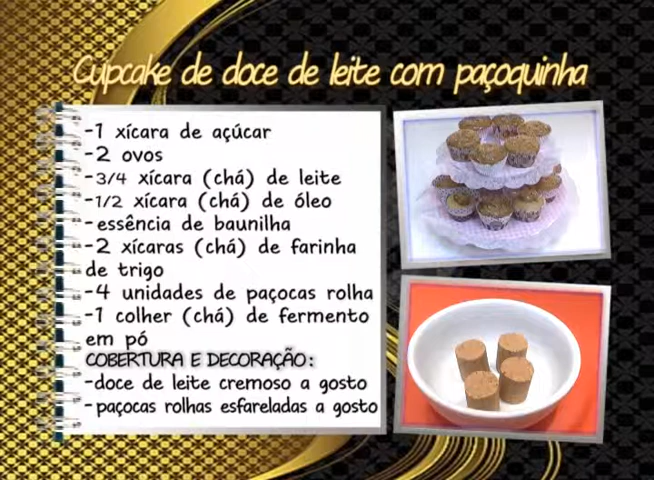 Cupcake de doce de leite com paçoquinha
-1 xícara de açúcar
-2 ovos
-3/4 xícara (chá) de leite
-1/2 xícara (chá) de óleo
-essência de baunilha
-2 xícaras (chá) de farinha
de trigo
-4 unidades de paçocas rolha
-1 colher (chá) de fermento
em pó
COBERTURA E DECORAÇÃO:
-doce de leite cremoso a gosto
-paçocas rolhas esfareladas a gosto